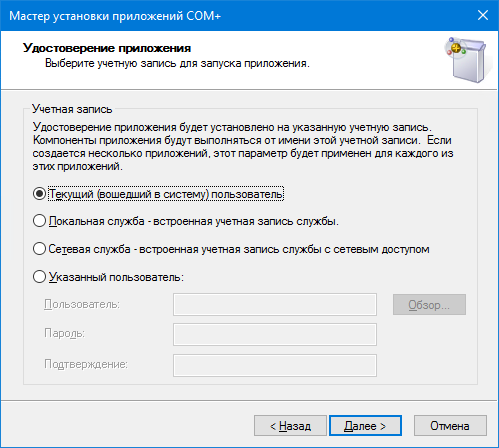 Мастер установки приложений COM+
Удостоверение приложения
Выберите учетную запись для запуска приложения.
Учетная запись
Удостоверение приложения будет установлено на указанную учетную запись.
Компоненты приложения будут выполняться от имени этой учетной записи. Если
создается несколько приложений, этот параметр будет применен для каждого из
этих приложений.
Текущий (вошедший в систему) пользователь
Локальная служба - встроенная учетная запись службы.
Сетевая служба - встроенная учетная запись службы с сетевым доступом
Указанный пользователь:
Пользователь:
Обзор...
Пароль:
Подтверждение:
< Назад
Далее >
Отмена